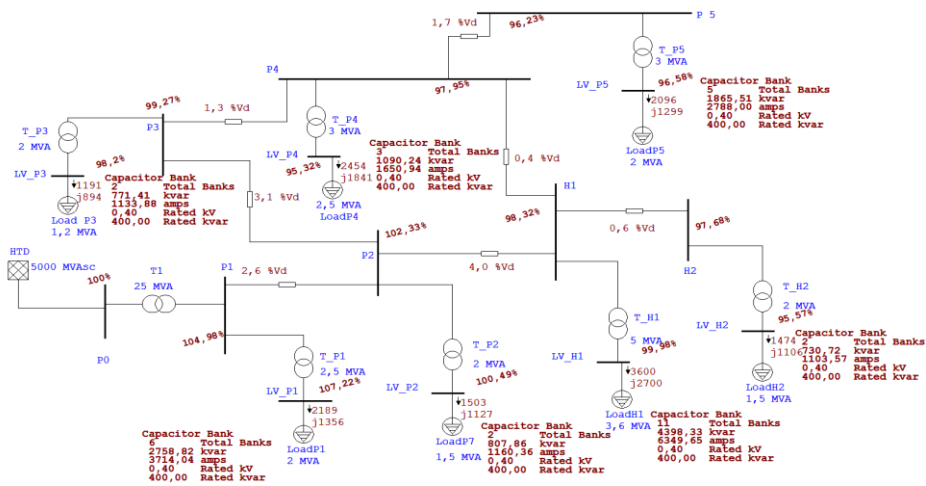 1,7 %Vd
96,23%
P 5
T_P5
3 MVA
LV_P5
96,58%
2096
j1299
LoadP5
2 MVA
Capacitor Bank
5 Total Banks
1865,51 kvar
2788,00 amps
0,40 Rated kV
400,00 Rated kvar
P4
97,95%
99,27%
1,3 %Vd
P3
T_P3
2 MVA
98,2%
LV_P3
1191
j894
Load P3
1,2 MVA
Capacitor Bank
2 Total Banks
771,41 kvar
1133,88 amps
0,40 Rated kV
400,00 Rated kvar
T_P4
3 MVA
LV_P4
95,32%
2454
j1841
2,5 MVA
LoadP4
Capacitor Bank
3 Total Banks
1090,24 kvar
1650,94 amps
0,40 Rated kV
400,00 Rated kvar
0,4 %Vd
3,1 %Vd
H1
98,32%
0,6 %Vd
97,68%
H2
102,33%
P2
4,0 %Vd
HTD
5000 MVAsc
100%
P0
T1
25 MVA
P1
2,6 %Vd
104,98%
T_P1
2,5 MVA
107,22%
LV_P1
2189
j1356
LoadP1
2 MVA
Capacitor Bank
6 Total Banks
2758,82 kvar
3714,04 amps
0,40 Rated kV
400,00 Rated kvar
T_P2
2 MVA
100,49%
LV_P2
1503
j1127
LoadP7
1,5 MVA
Capacitor Bank
2 Total Banks
807,86 kvar
1160,36 amps
0,40 Rated kV
400,00 Rated kvar
T_H1
5 MVA
99,98%
LV_H1
3600
j2700
LoadH1
3,6 MVA
Capacitor Bank
11 Total Banks
4398,33 kvar
6349,65 amps
0,40 Rated kV
400,00 Rated kvar
T_H2
2 MVA
95,57%
LV_H2
1474
j1106
LoadH2
1,5 MVA
Capacitor Bank
2 Total Banks
730,72 kvar
1103,57 amps
0,40 Rated kV
400,00 Rated kvar